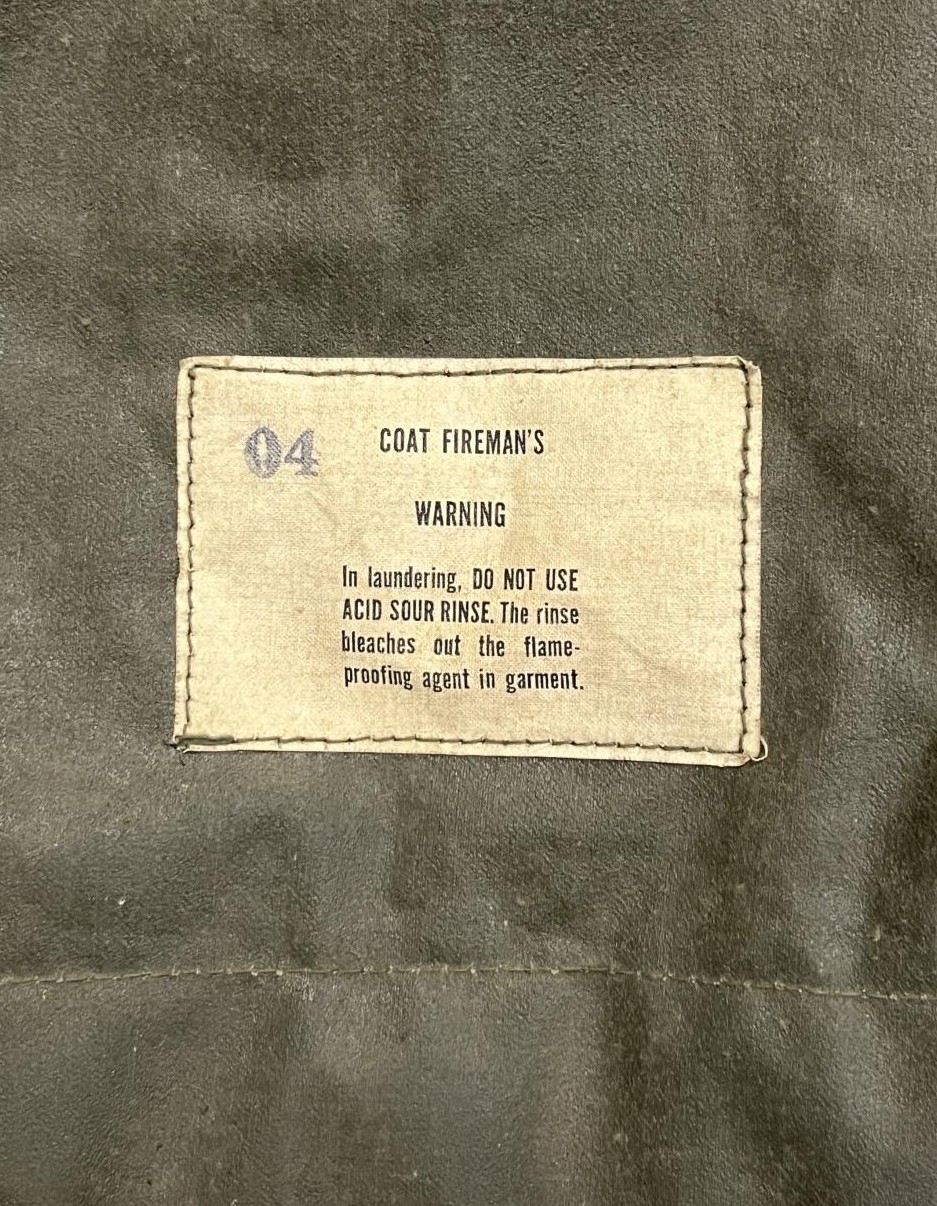 04
COAT FIREMAN'S
WARNING
In laundering, DO NOT USE
ACID SOUR RINSE. The rinse
bleaches out the flame-
proofing agent in garment.